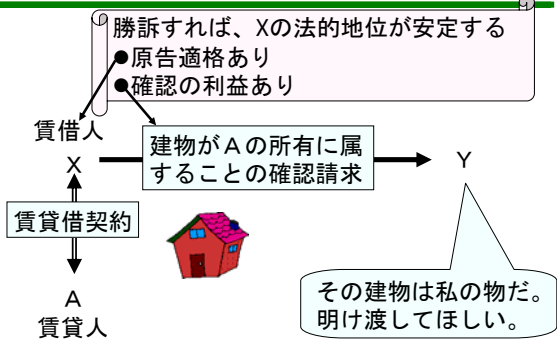 勝訴すれば、Xの法的地位が安定する
●原告適格あり
●確認の利益あり
賃借人
X
建物がAの所有に属
することの確認請求
Y
賃貸借契約
A
賃貸人
その建物は私の物だ。
明け渡してほしい。